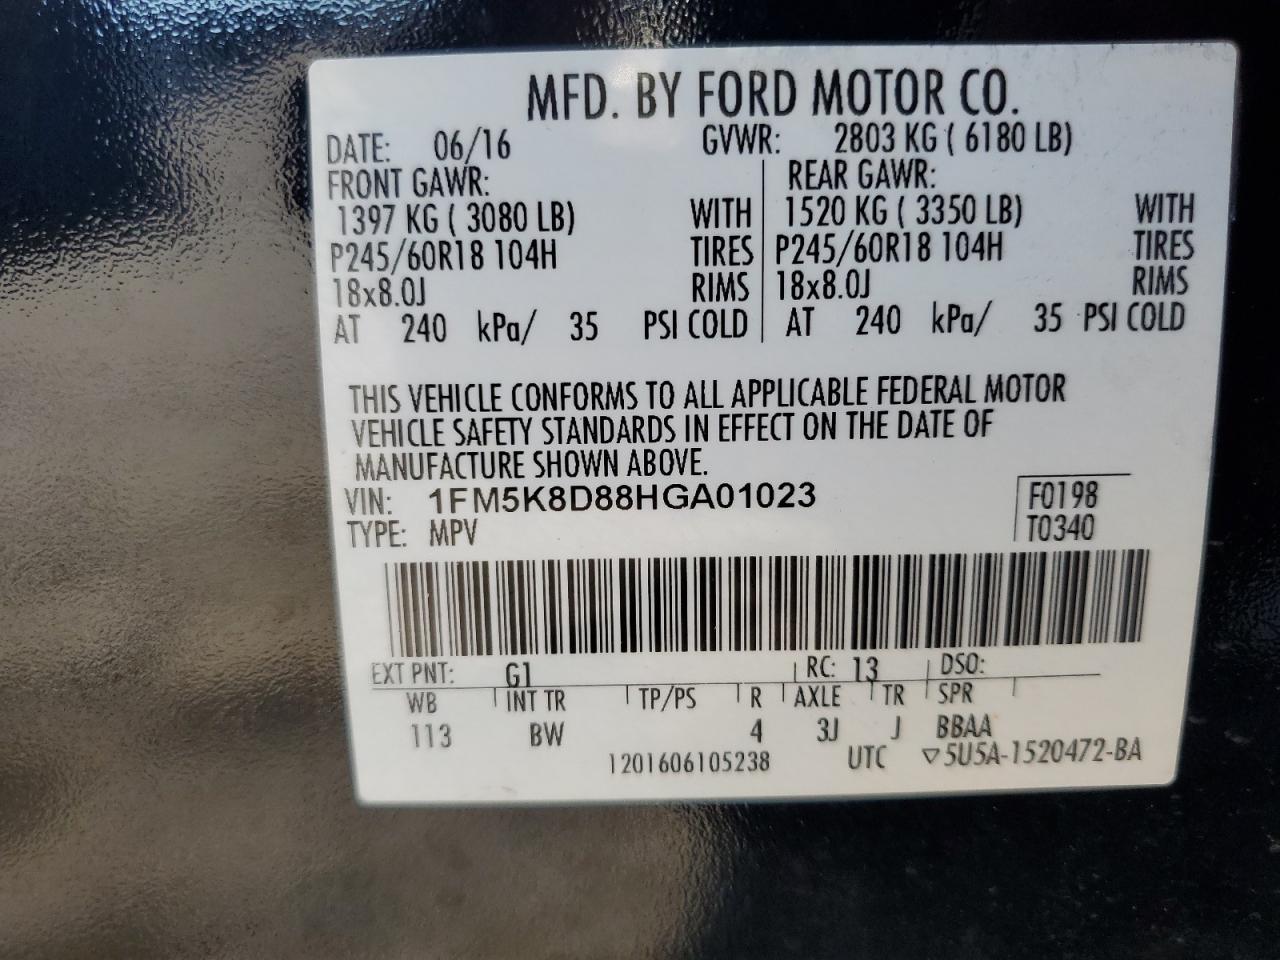 MFD. BY FORD MOTOR CO.
DATE: 06/16 GVWR: 2803 KG ( 6180 LB)
FRONT GAWR: REAR GAWR:
1397 KG ( 3080 LB) WITH 1520 KG ( 3350 LB) WITH
P245/60R18 104H TIRES P245/60R18 104H TIRES
18x8.0J RIMS 18x8.0J RIMS
AT 240 kPa/ 35 PSI COLD AT 240 kPa/ 35 PSI COLD
THIS VEHICLE CONFORMS TO ALL APPLICABLE FEDERAL MOTOR
VEHICLE SAFETY STANDARDS IN EFFECT ON THE DATE OF
MANUFACTURE SHOWN ABOVE.
VIN: 1FM5K8D88HGA01023 F0198
TYPE: MPV T0340
EXT PNT: G1 RC: 13 DSO:
WB INT TR TP/PS R AXLE TR SPR
113 BW 4 3J J BBAA
1201606105238 UTC ▽5U5A-1520472-BA